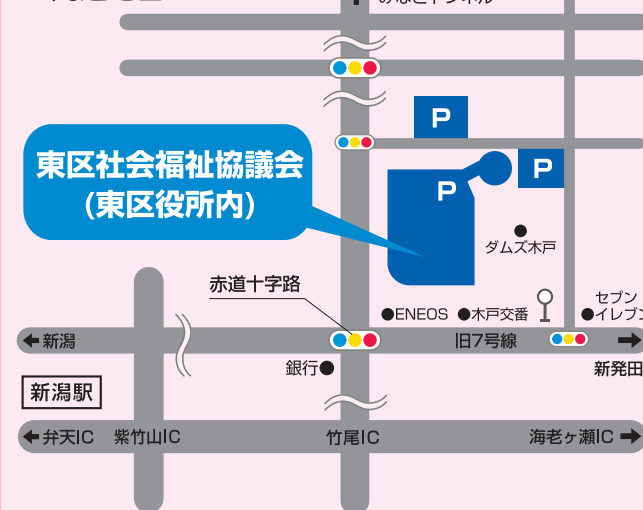 P
P
東区社会福祉協議会
(東区役所内)
P
ダムズ木戸
赤道十字路
●ENEOS
●木戸交番
セブン
●イレブン
←新潟
旧7号線
→
銀行●
新発田
新潟駅
←弁天IC
紫竹山IC
竹尾IC
海老ヶ瀬IC→